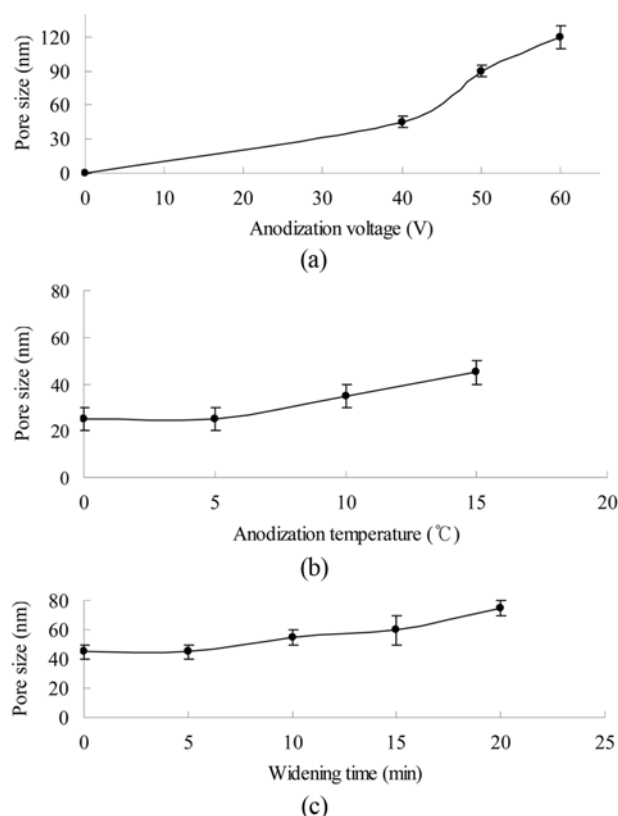 120
90
60
30
0
Pore size (nm)
0 10 20 30 40 50 60
Anodization voltage (V)
(a)
80
60
40
20
0
Pore size (nm)
0 5 10 15 20
Anodization temperature (℃)
(b)
80
60
40
20
0
Pore size (nm)
0 5 10 15 20 25
Widening time (min)
(c)